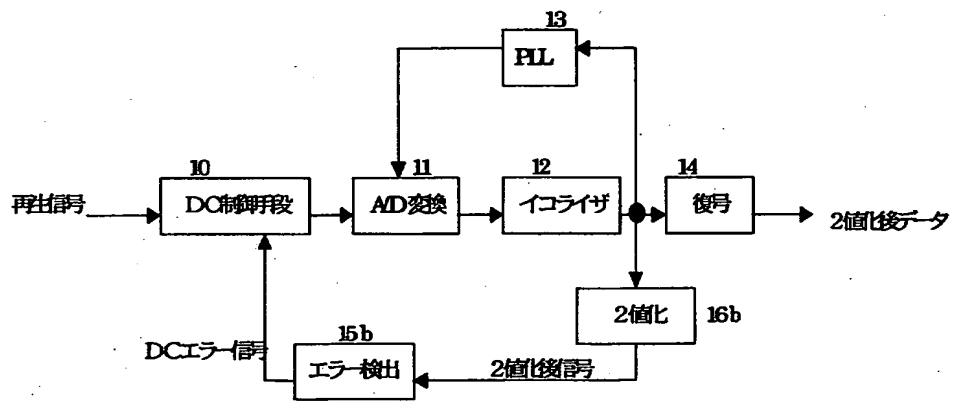 13
PLL
10
11
12
14
再生信号
DC制御手段
A/D変換
イコライザ
復号
2値化後データ
2値化
16b
15b
DCエラー信号
エラー検出
2値化後信号